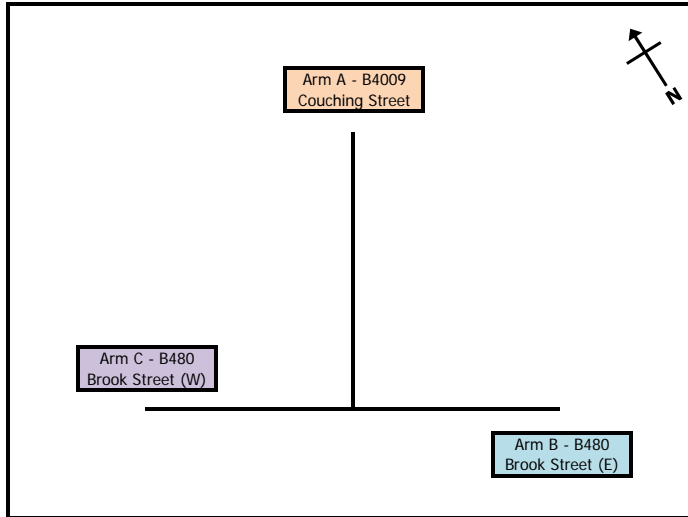 Arm A - B4009
Couching Street
N
Arm C - B480
Brook Street (W)
Arm B - B480
Brook Street (E)